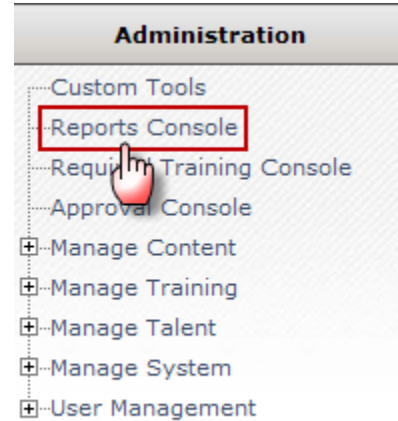 Administration
Custom Tools
Reports Console
Required Training Console
Approval Console
Manage Content
Manage Training
Manage Talent
Manage System
User Management